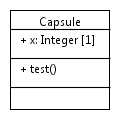 Capsule
+ x: Integer [1]
+ test()